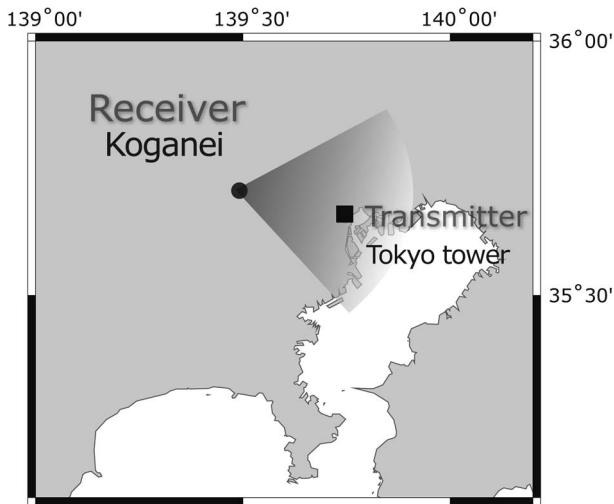 139˚00' 139˚30' 140˚00'
36˚00'
Receiver
Koganei
Transmitter
Tokyo tower
35˚30'